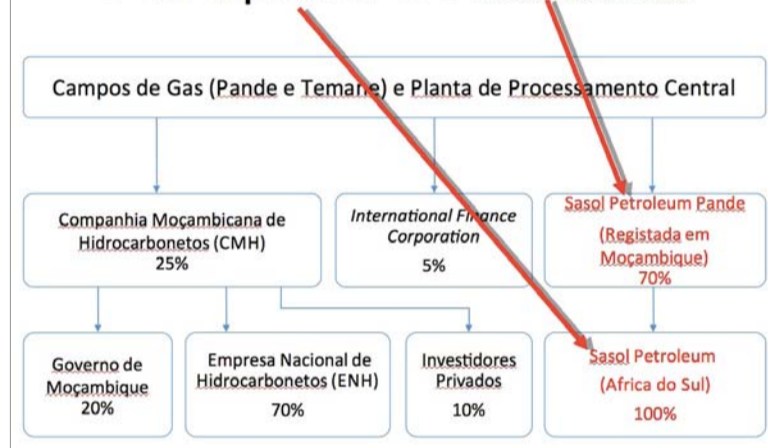 Campos de Gas (Pande e Temane) e Planta de Processamento Central
Companhia Moçambicana de
Hidrocarbonetos (CMH)
25%
International Finance
Corporation
5%
Sasol Petroleum Pande
(Registada em
Moçambique)
70%
Governo de
Moçambique
20%
Empresa Nacional de
Hidrocarbonetos (ENH)
70%
Investidores
Privados
10%
Sasol Petroleum
(Africa do Sul)
100%